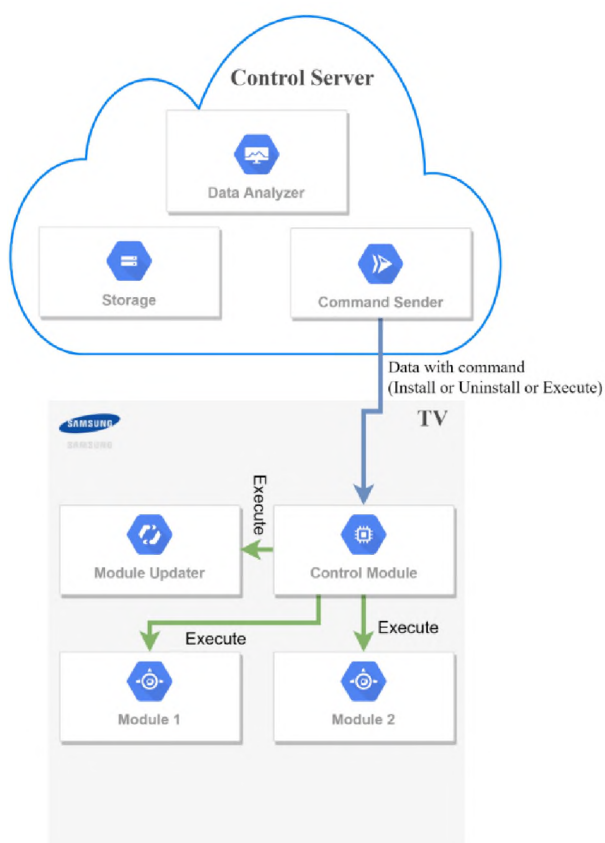 Control Server
Data Analyzer
Storage
Command Sender
Data with command
(Install or Uninstall or Execute)
SAMSUNG
SAMSUNG
TV
Execute
Module Updater
Control Module
Execute
Execute
Module 1
Module 2